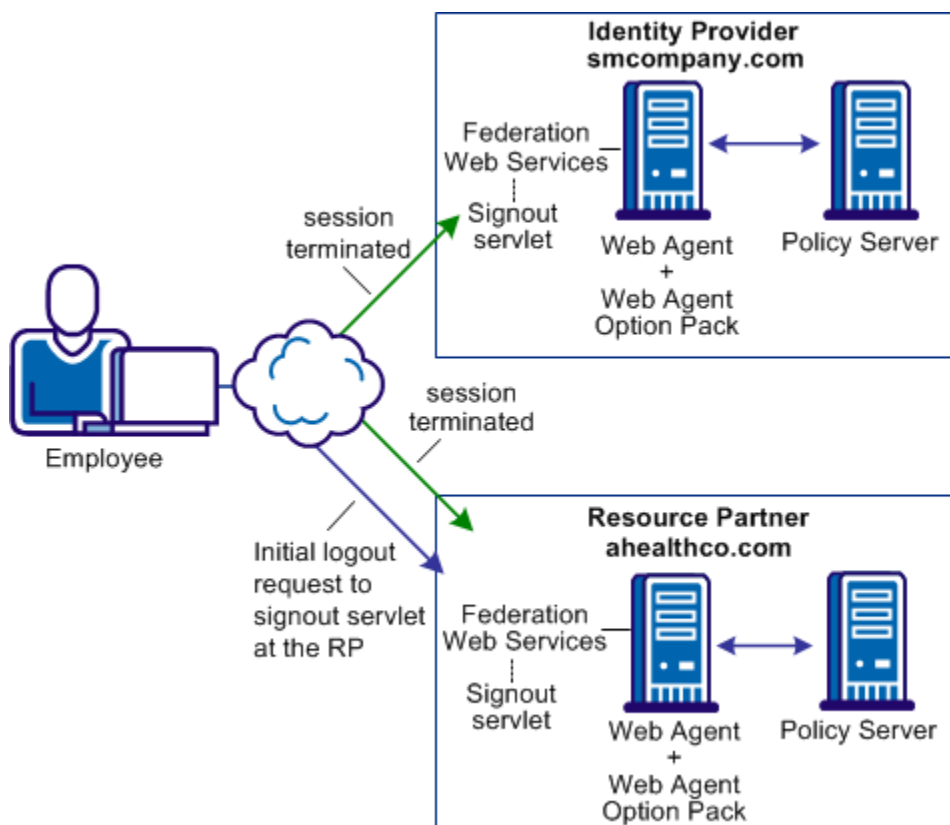 Identity Provider
smcompany.com
Federation
Web Services
Signout
servlet
Web Agent
+
Web Agent
Option Pack
Policy Server
session
terminated
Employee
session
terminated
Initial logout
request to
signout servlet
at the RP
Resource Partner
ahealthco.com
Federation
Web Services
Signout
servlet
Web Agent
+
Web Agent
Option Pack
Policy Server